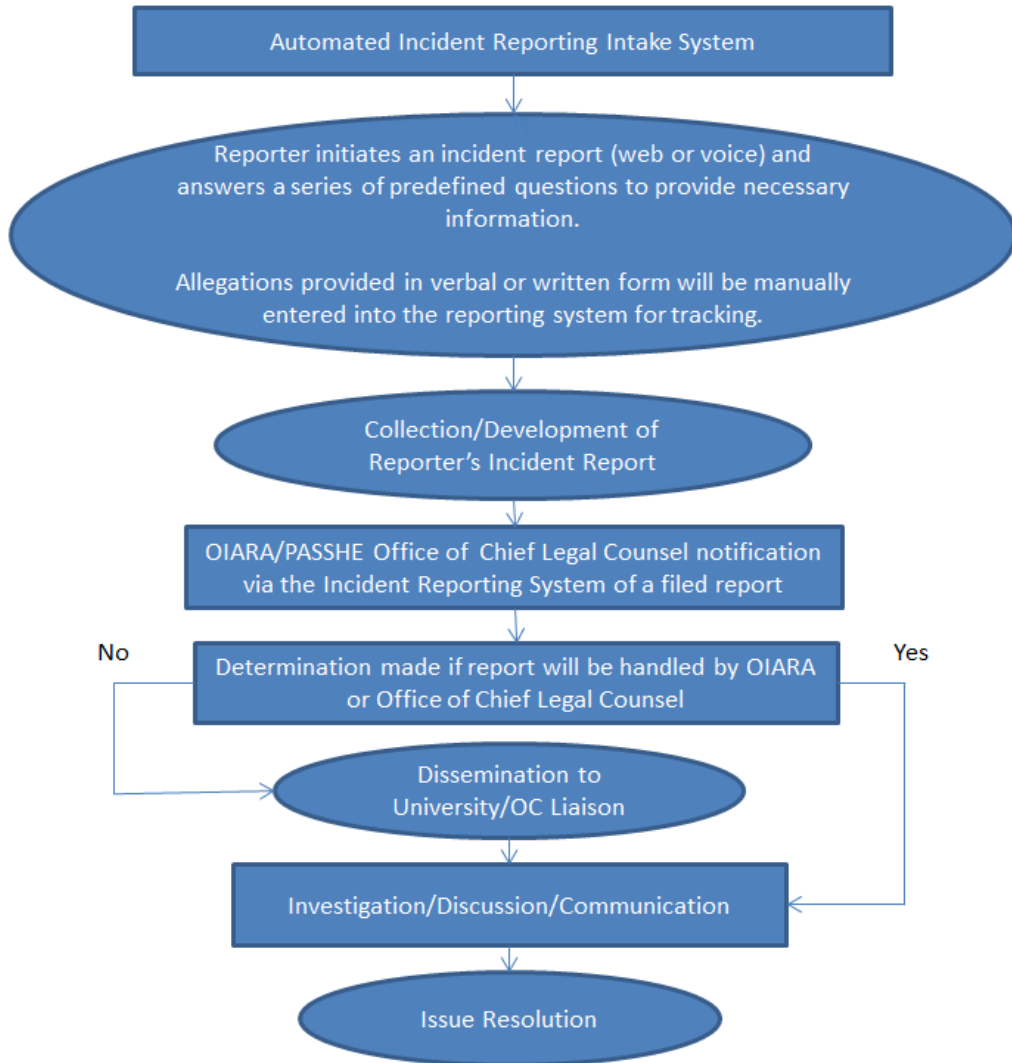 Automated Incident Reporting Intake System
Reporter initiates an incident report (web or voice) and
answers a series of predefined questions to provide necessary
information.
Allegations provided in verbal or written form will be manually
entered into the reporting system for tracking.
Collection/Development of
Reporter’s Incident Report
OIARA/PASSHE Office of Chief Legal Counsel notification
via the Incident Reporting System of a filed report
No
Yes
Determination made if report will be handled by OIARA
or Office of Chief Legal Counsel
Dissemination to
University/OC Liaison
Investigation/Discussion/Communication
Issue Resolution